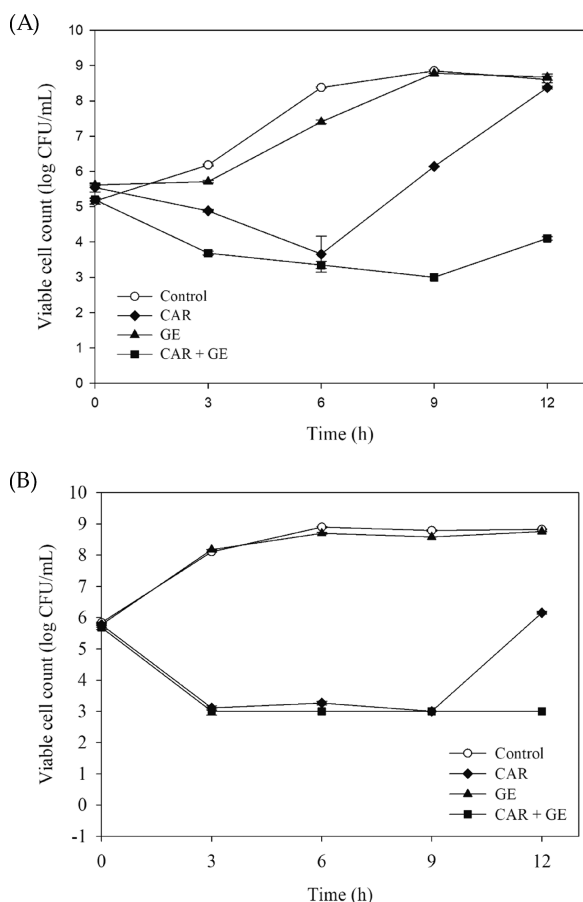 (A)
Viable cell count (log CFU/mL)
10
9
8
7
6
5
4
3
2
1
0
Control
CAR
GE
CAR + GE
0 3 6 9 12
Time (h)
(B)
Viable cell count (log CFU/mL)
10
9
8
7
6
5
4
3
2
1
0
-1
Control
CAR
GE
CAR + GE
0 3 6 9 12
Time (h)